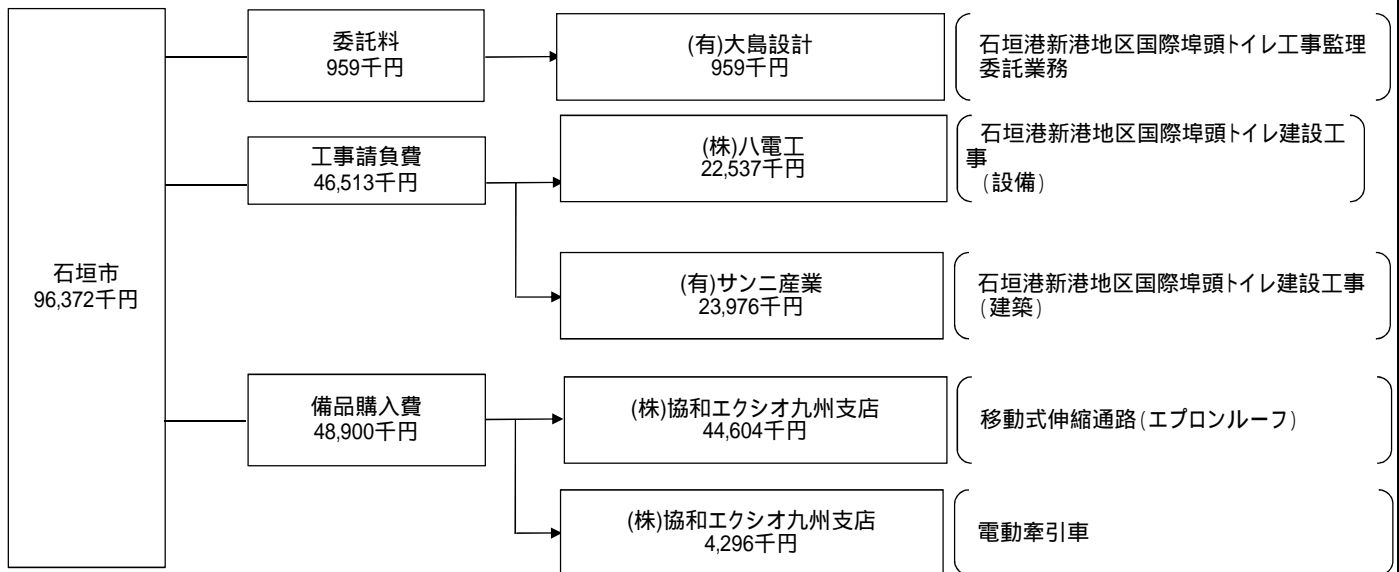 石垣市
96,372千円
委託料
959千円
(有)大島設計
959千円
石垣港新港地区国際埠頭トイレ工事監理
委託業務
工事請負費
46,513千円
(株)八電工
22,537千円
石垣港新港地区国際埠頭トイレ建設工
事
(設備)
(有)サンニ産業
23,976千円
石垣港新港地区国際埠頭トイレ建設工事
(建築)
備品購入費
48,900千円
(株)協和エクシオ九州支店
44,604千円
移動式伸縮通路(エプロンルーフ)
(株)協和エクシオ九州支店
4,296千円
電動牽引車